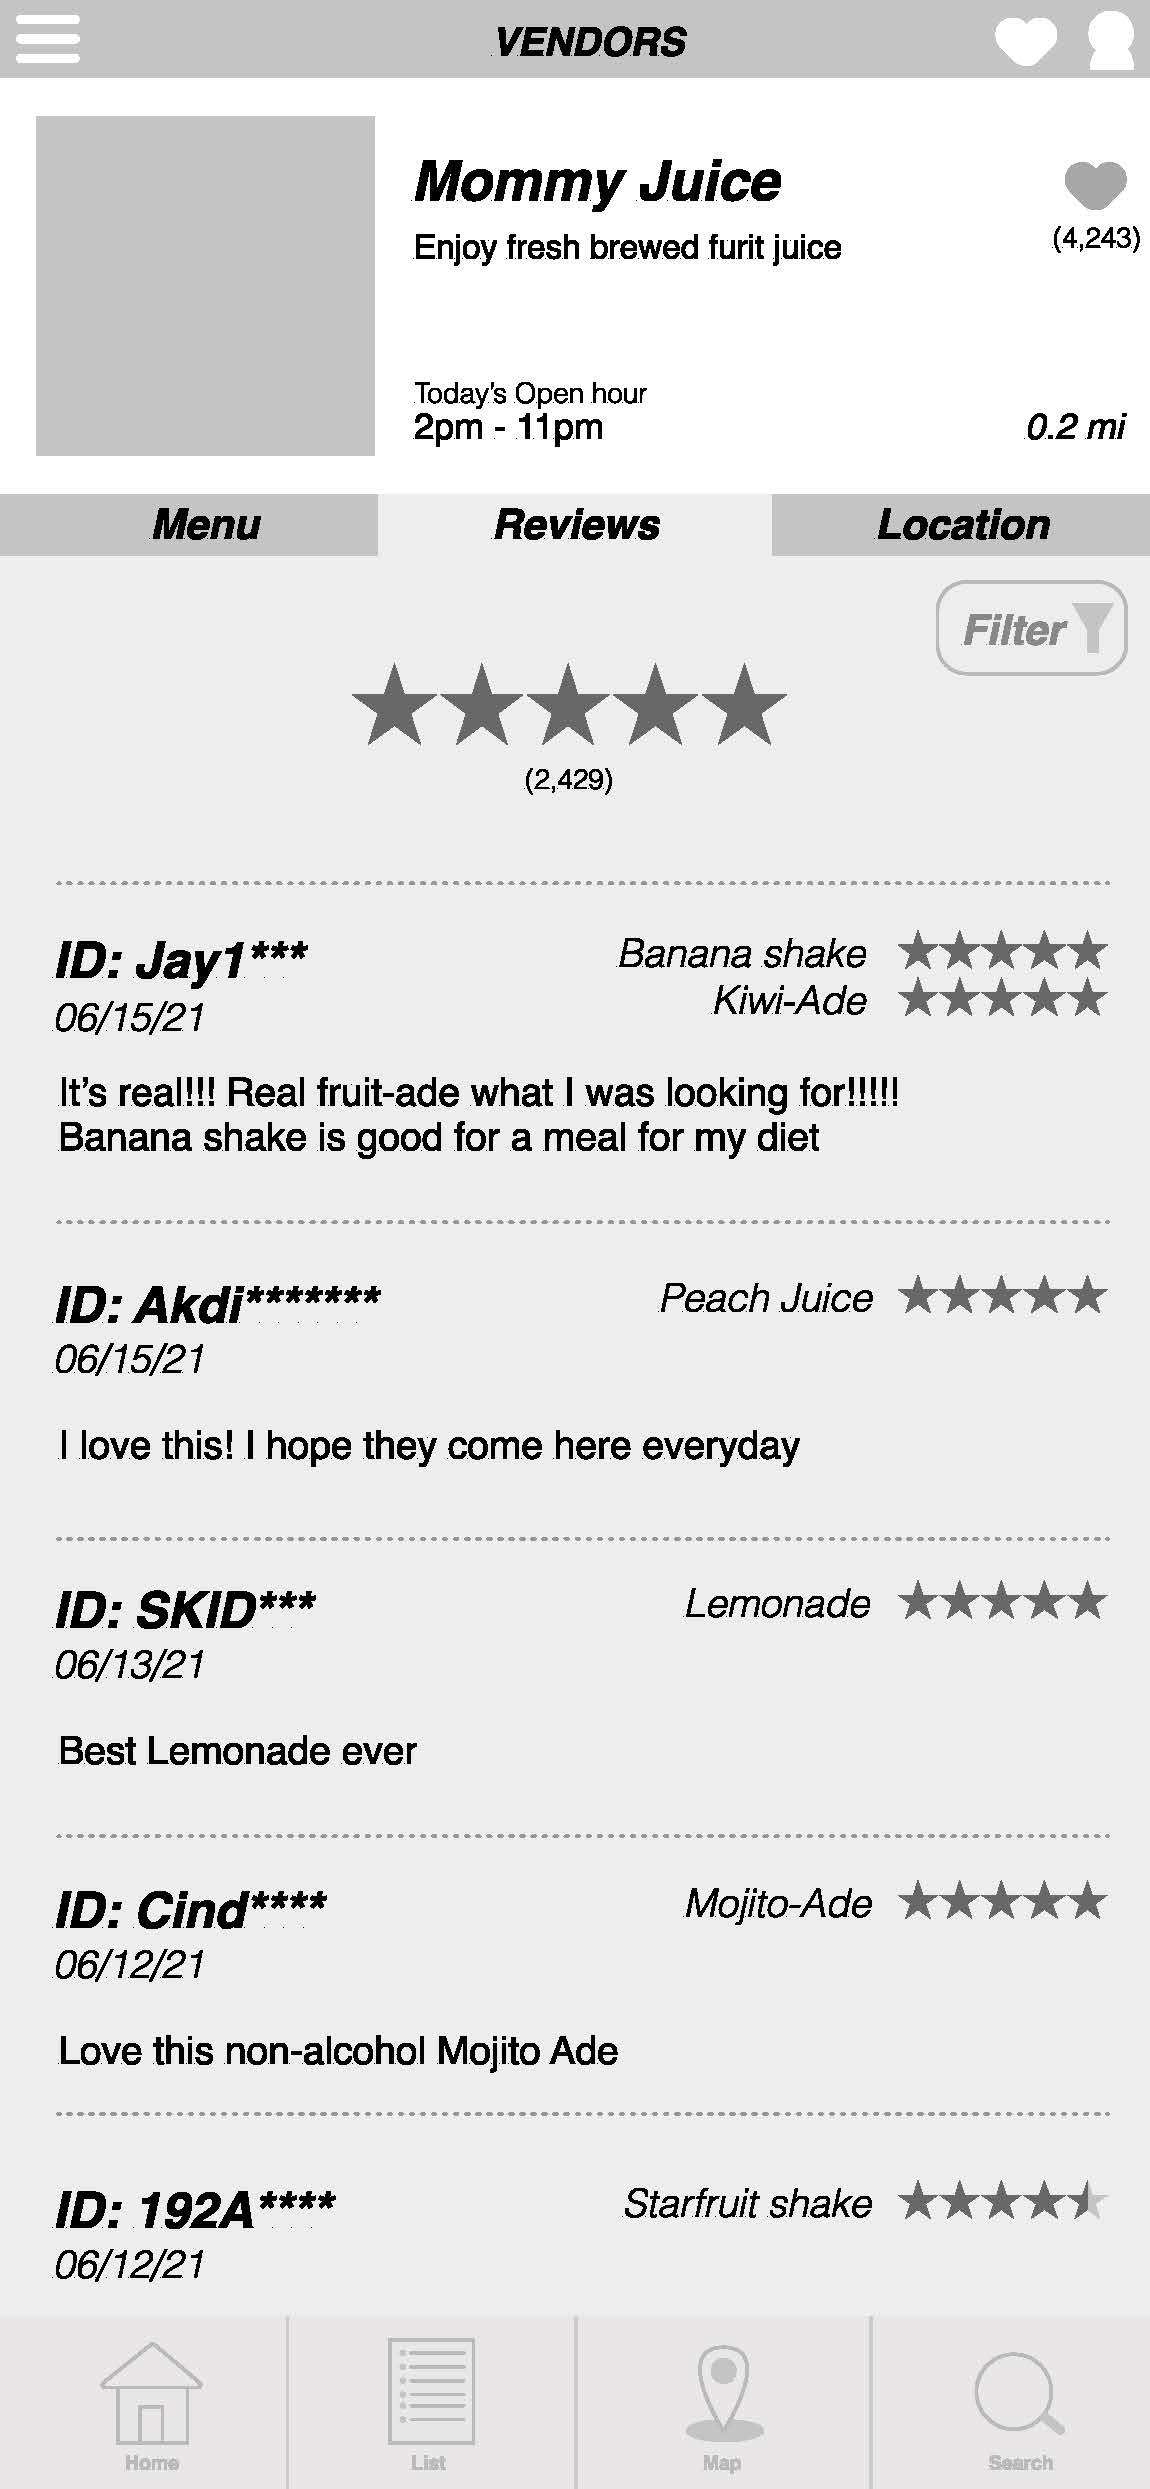 VENDORS
Mommy Juice
(4,243)
Enjoy fresh brewed furit juice
Today's Open hour
2pm - 11pm
0.2 mi
Menu
Reviews
Location
Filter
(2,429)
ID: Jay1***
Banana shake
Kiwi-Ade
06/15/21
It's real!!! Real fruit-ade what I was looking for!!!!!
Banana shake is good for a meal for my diet
ID: Akdi*******
Peach Juice
06/15/21
I love this! I hope they come here everyday
ID: SKID***
Lemonade
06/13/21
Best Lemonade ever
ID: Cind****
Mojito-Ade
06/12/21
Love this non-alcohol Mojito Ade
ID: 192A****
Starfruit shake
06/12/21
Home
List
Map
Search